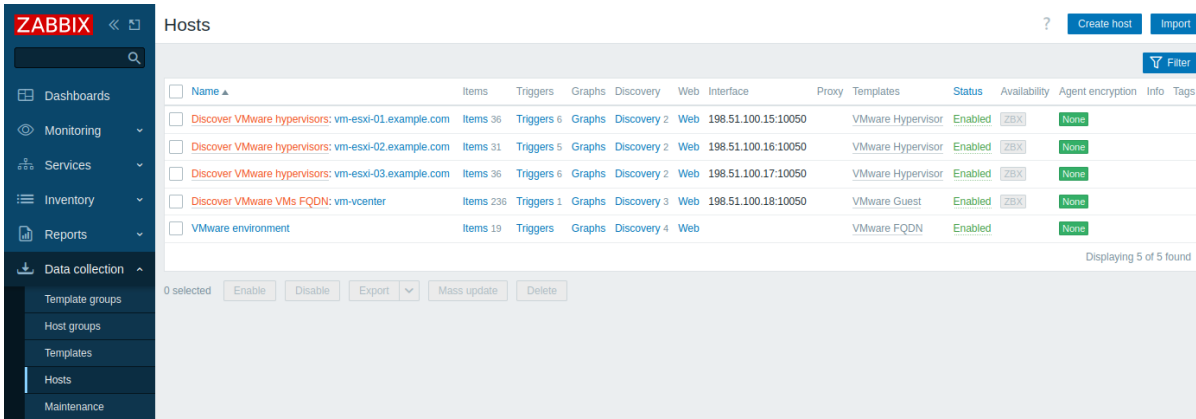 ZABBIX
Hosts
? Create host Import
Filter
Dashboards
Monitoring
Services
Inventory
Reports
Data collection
Template groups
Host groups
Templates
Hosts
Maintenance
Name Items Triggers Graphs Discovery Web Interface Proxy Templates Status Availability Agent encryption Info Tags
Discover VMware hypervisors: vm-esxi-01.example.com Items 36 Triggers 6 Graphs Discovery 2 Web 198.51.100.15:10050 VMware Hypervisor Enabled ZBX None
Discover VMware hypervisors: vm-esxi-02.example.com Items 31 Triggers 5 Graphs Discovery 2 Web 198.51.100.16:10050 VMware Hypervisor Enabled ZBX None
Discover VMware hypervisors: vm-esxi-03.example.com Items 36 Triggers 6 Graphs Discovery 2 Web 198.51.100.17:10050 VMware Hypervisor Enabled ZBX None
Discover VMware VMs FQDN: vm-vcenter Items 236 Triggers 1 Graphs Discovery 3 Web 198.51.100.18:10050 VMware Guest Enabled ZBX None
VMware environment Items 19 Triggers Graphs Discovery 4 Web VMware FQDN Enabled None
Displaying 5 of 5 found
0 selected Enable Disable Export Mass update Delete